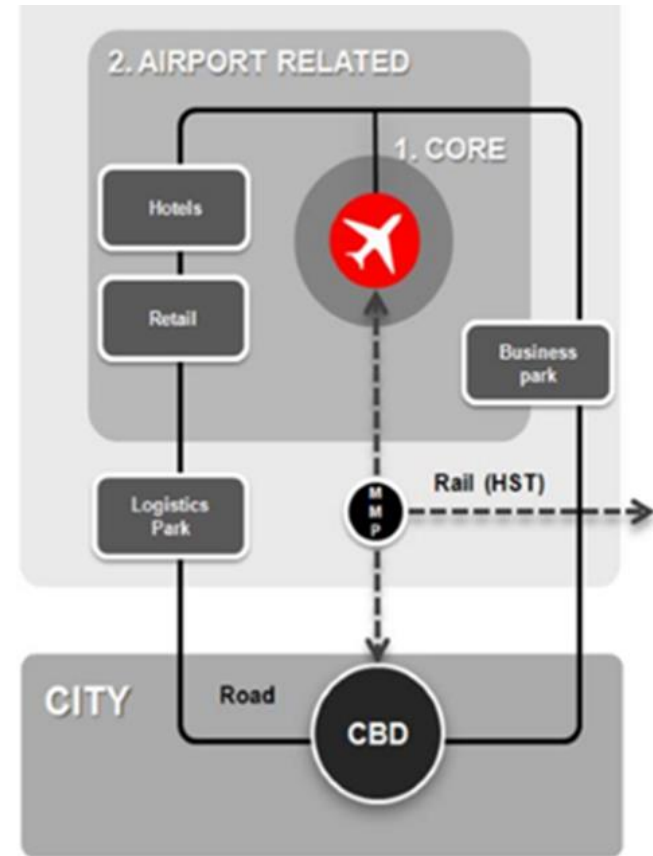 2. AIRPORT RELATED
1. CORE
Hotels
Retail
Business
park
Logistics
Park
M
M
P
Rail (HST)
CITY
Road
CBD